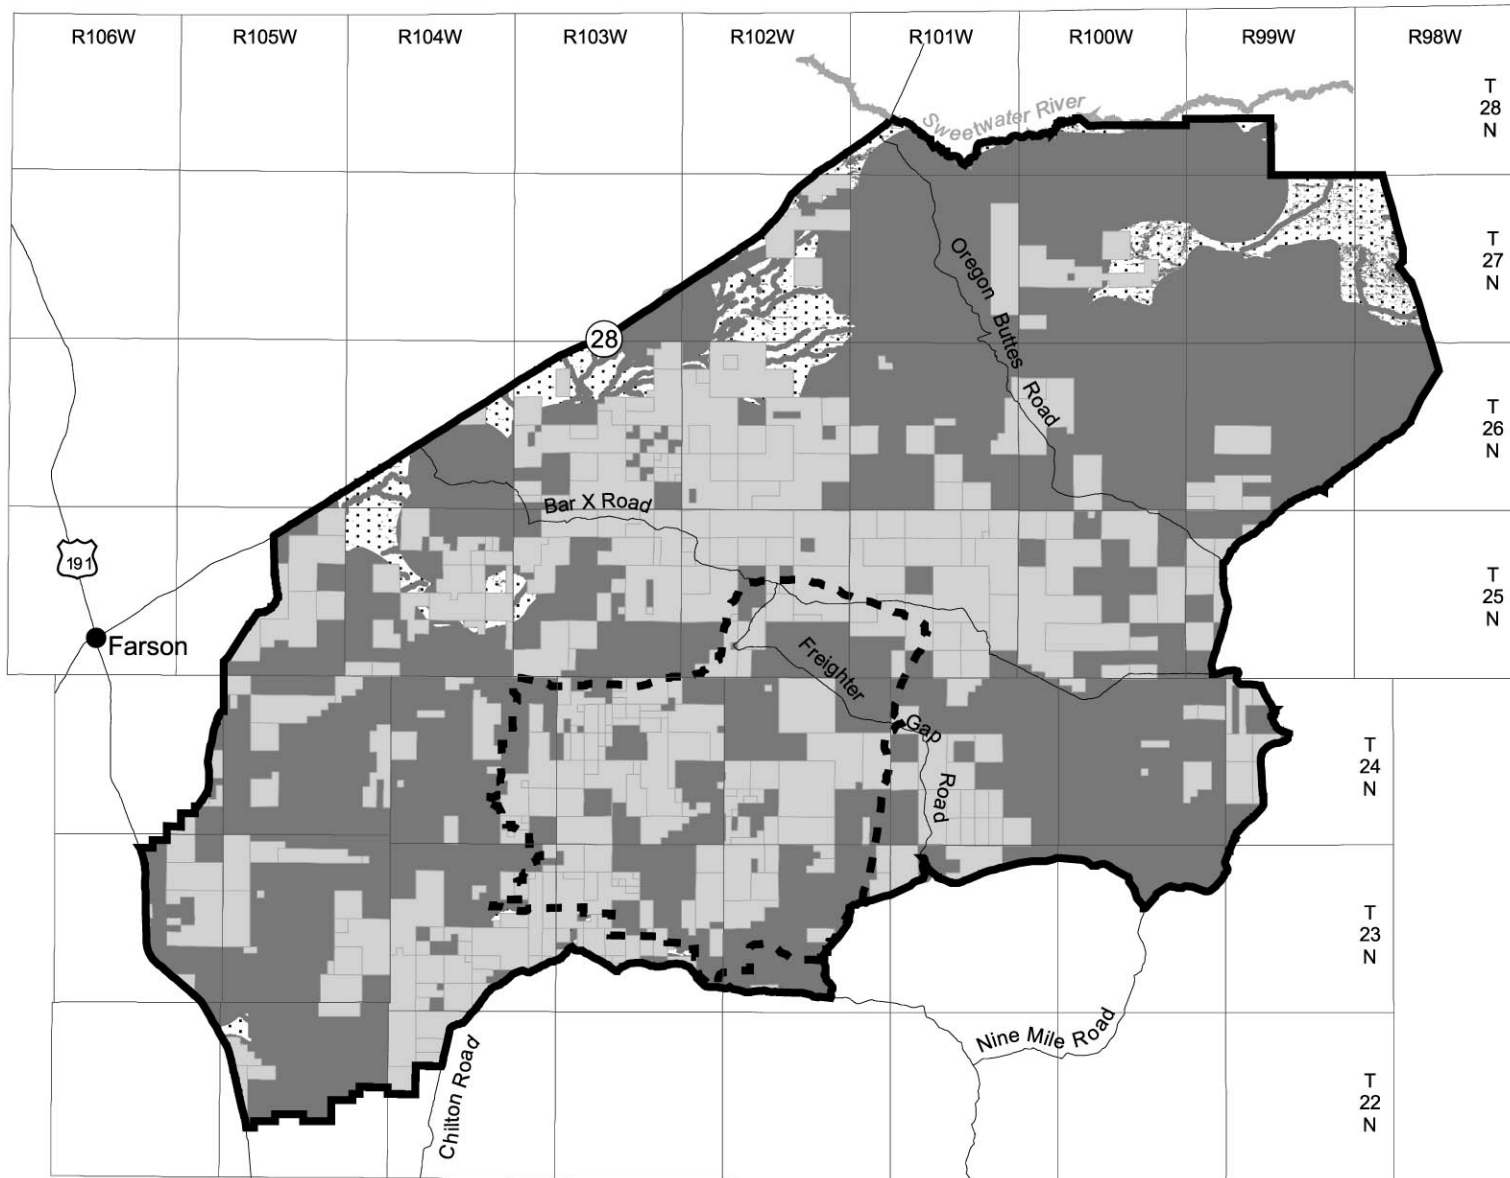 R106W
R105W
R104W
R103W
R102W
R101W
R100W
R99W
R98W
T
28
N
Sweetwater River
T
27
N
Oregon Buttes Road
28
T
26
N
Bar X Road
191
T
25
N
Farson
Freighter Gap Road
T
24
N
T
23
N
Nine Mile Road
Chilton Road
T
22
N